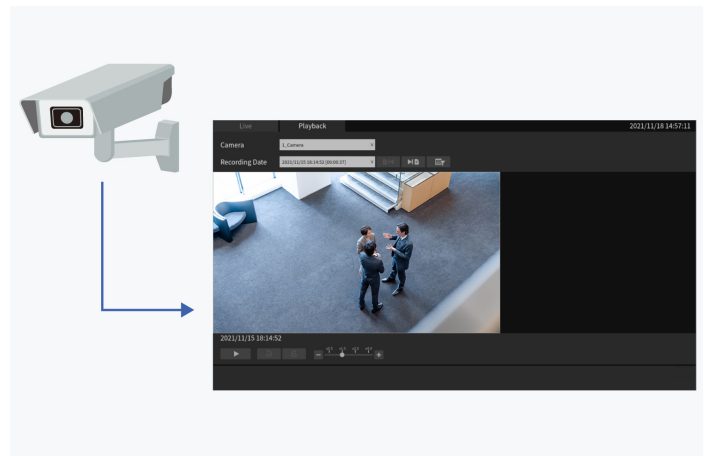 Live Playback 2021/11/18 14:57:11
Camera 1_Camera
Recording Date 2021/11/15 18:14:52 [00:00:37]
2021/11/15 18:14:52